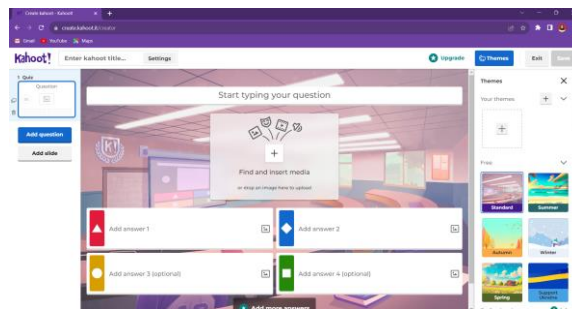 Create kahoot - Kahoot!
create.kahoot.it/creator
Gmail YouTube Maps
Kahoot! Enter kahoot title... Settings Upgrade Themes Exit Save
1 Quiz
Question
Add question
Add slide
Start typing your question
Find and insert media
or drop an image here to upload
Add answer 1
Add answer 2
Add answer 3 (optional)
Add answer 4 (optional)
Add more answers
Themes
Your themes
Free
Standard Summer
Autumn Winter
Spring Support Ukraine